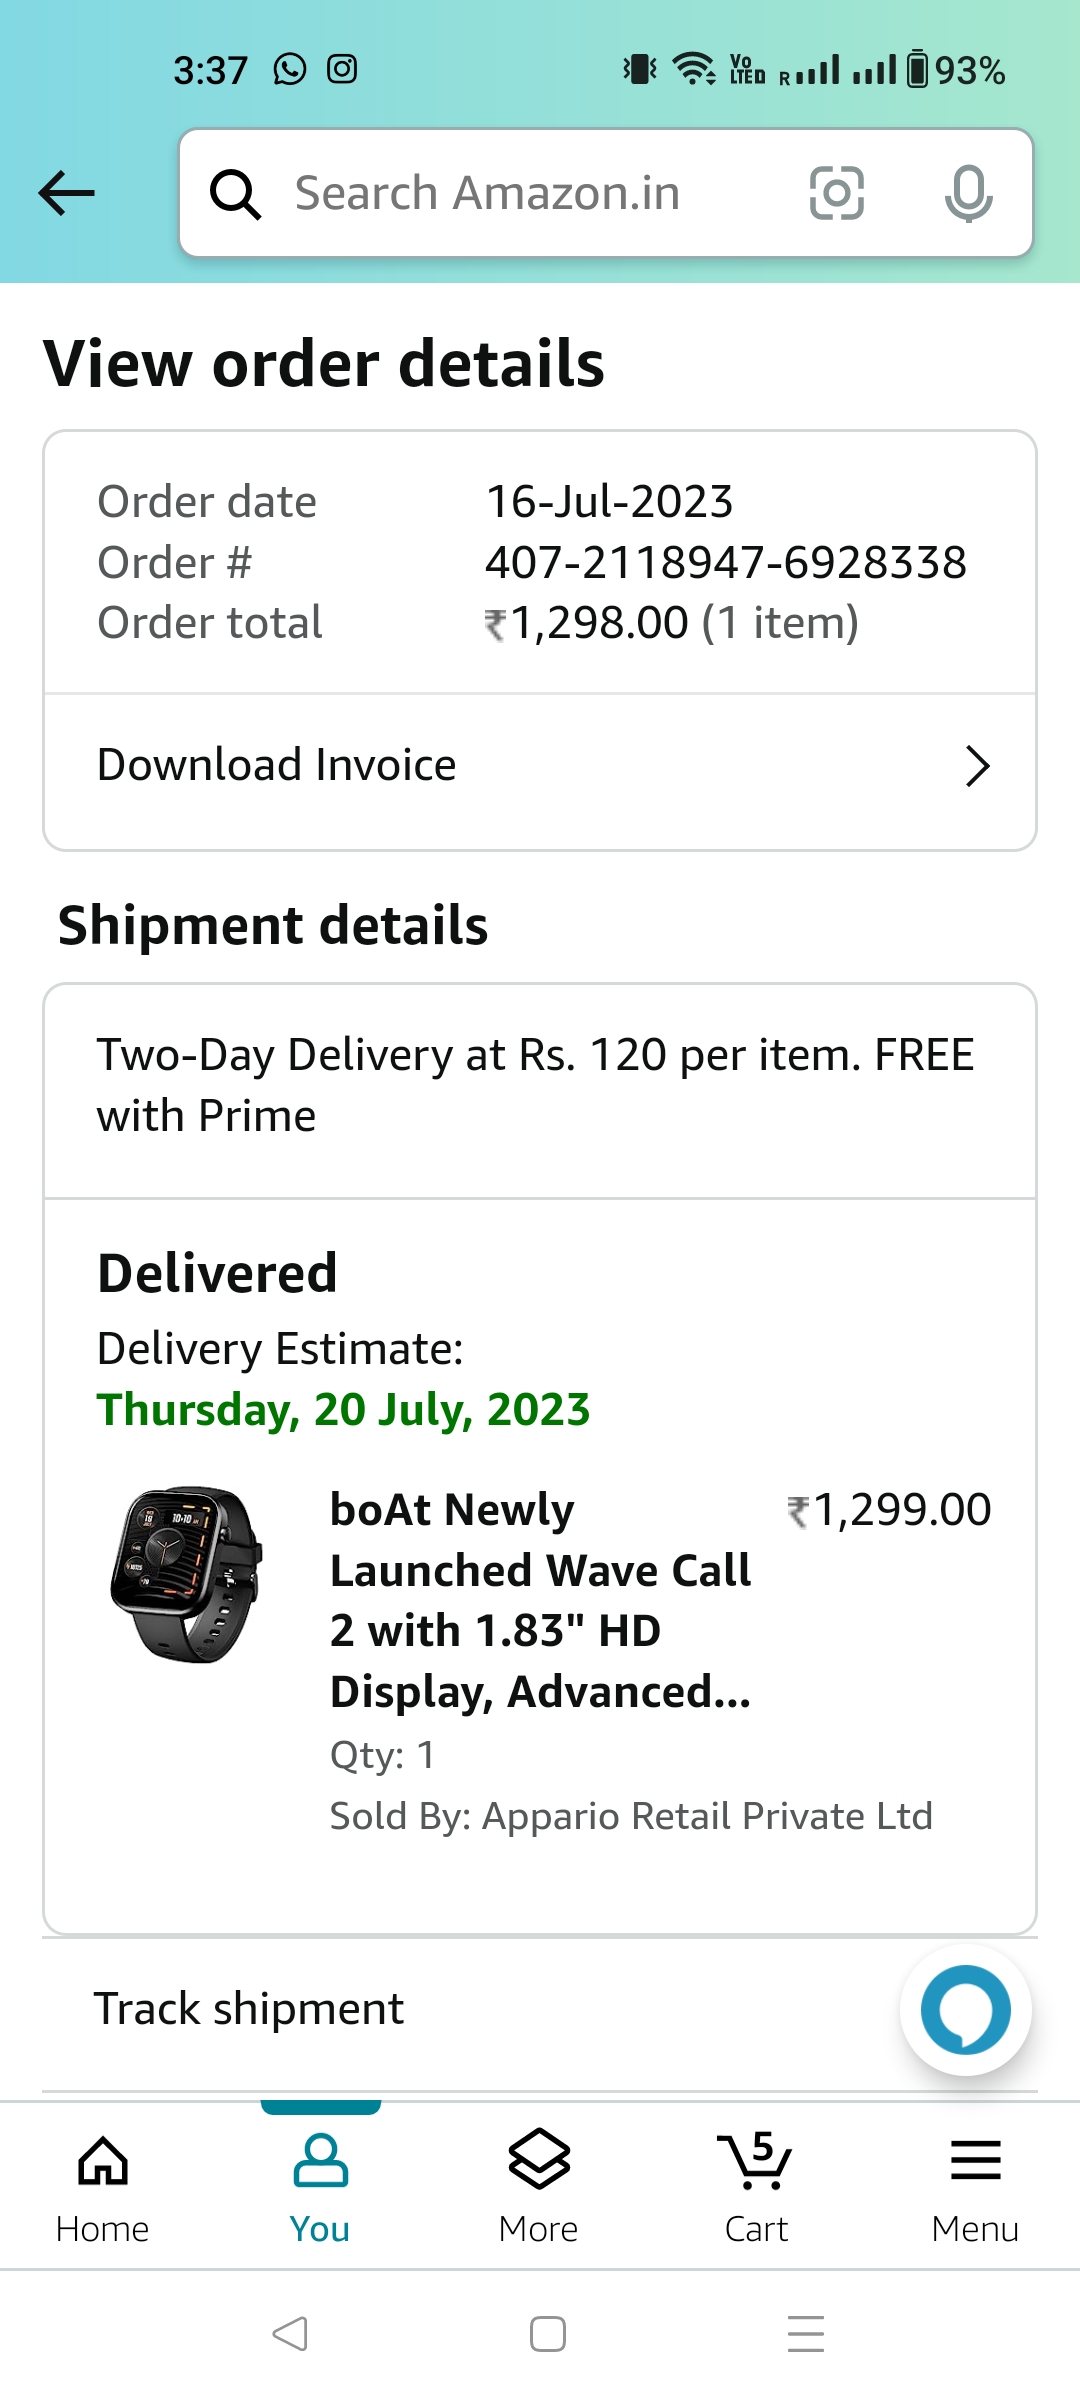 3:37
Vo
LTED
R
93%
Search Amazon.in
View order details
Order date 16-Jul-2023
Order # 407-2118947-6928338
Order total ₹1,298.00 (1 item)
Download Invoice
Shipment details
Two-Day Delivery at Rs. 120 per item. FREE
with Prime
Delivered
Delivery Estimate:
Thursday, 20 July, 2023
boAt Newly ₹1,299.00
Launched Wave Call
2 with 1.83" HD
Display, Advanced...
Qty: 1
Sold By: Appario Retail Private Ltd
10:10
Track shipment
5
Home You More Cart Menu